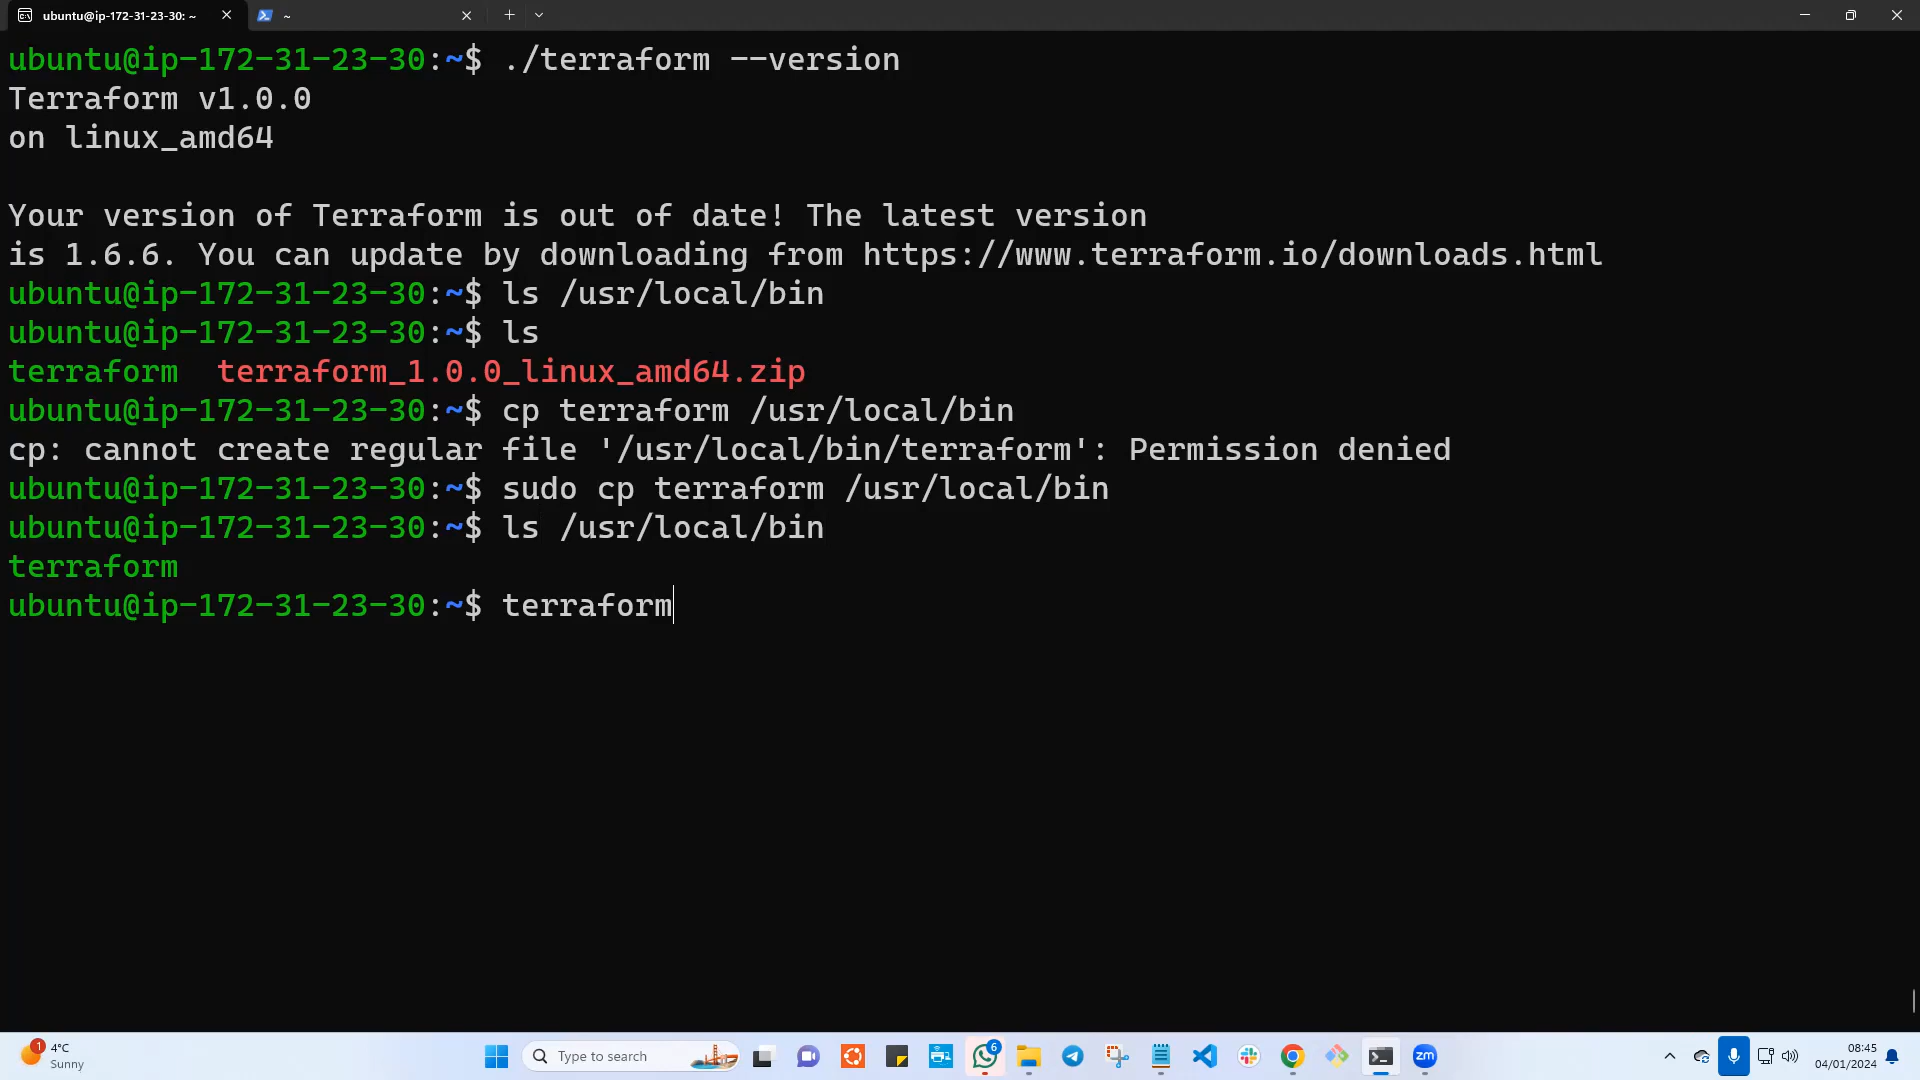 ubuntu@ip-172-31-23-30: ~
~
ubuntu@ip-172-31-23-30:~$ ./terraform --version
Terraform v1.0.0
on linux_amd64
Your version of Terraform is out of date! The latest version
is 1.6.6. You can update by downloading from https://www.terraform.io/downloads.html
ubuntu@ip-172-31-23-30:~$ ls /usr/local/bin
ubuntu@ip-172-31-23-30:~$ ls
terraform  terraform_1.0.0_linux_amd64.zip
ubuntu@ip-172-31-23-30:~$ cp terraform /usr/local/bin
cp: cannot create regular file '/usr/local/bin/terraform': Permission denied
ubuntu@ip-172-31-23-30:~$ sudo cp terraform /usr/local/bin
ubuntu@ip-172-31-23-30:~$ ls /usr/local/bin
terraform
ubuntu@ip-172-31-23-30:~$ terraform
1
4°C
Sunny
Type to search
6
zm
08:45
04/01/2024